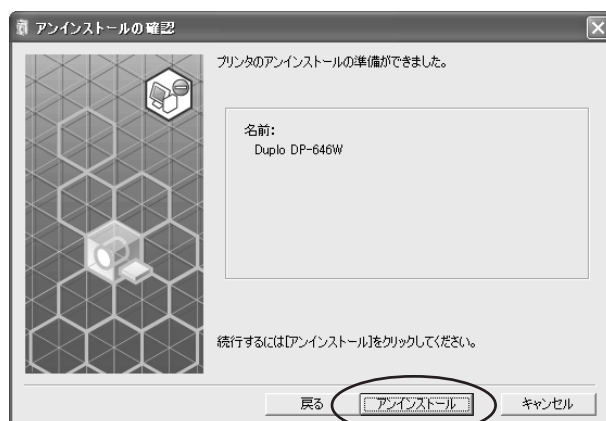 アンインストールの確認
プリンタのアンインストールの準備ができました。
名前:
Duplo DP-646W
続行するには[アンインストール]をクリックしてください。
戻る
アンインストール
キャンセル